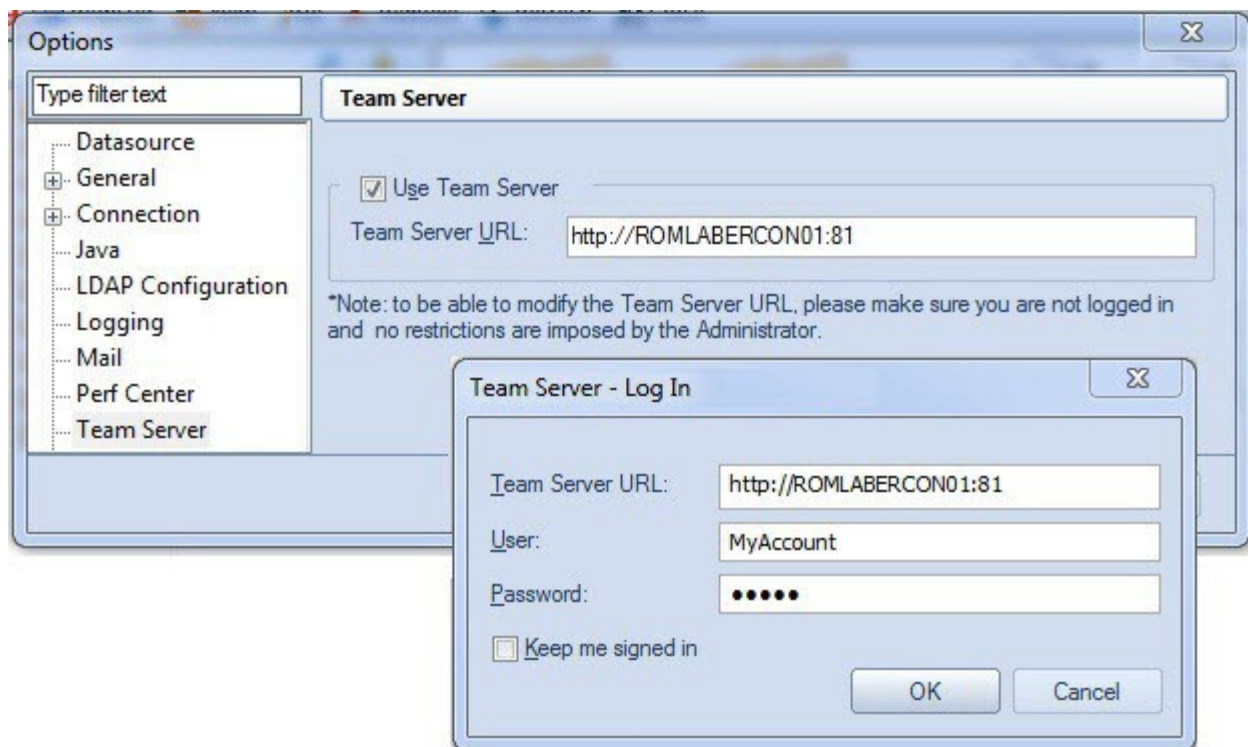 Options
Type filter text
Team Server
Datasource
General
Connection
Java
LDAP Configuration
Logging
Mail
Perf Center
Team Server
Use Team Server
Team Server URL: http://ROMLABERCON01:81
*Note: to be able to modify the Team Server URL, please make sure you are not logged in
and no restrictions are imposed by the Administrator.
Team Server - Log In
Team Server URL: http://ROMLABERCON01:81
User: MyAccount
Password: •••••
Keep me signed in
OK Cancel